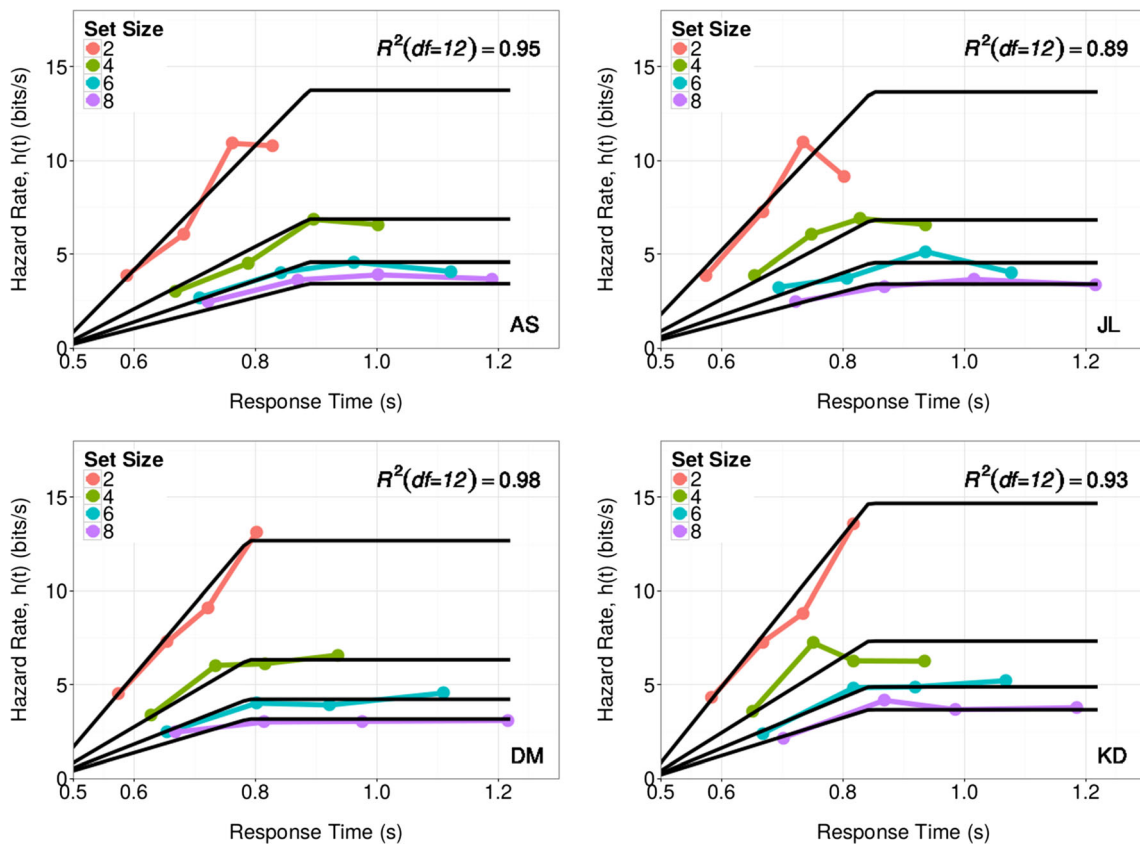 Set Size
2
4
6
8
R²(df=12) = 0.95
Hazard Rate, h(t) (bits/s)
15
10
5
0
AS
0.5 0.6 0.8 1.0 1.2
Response Time (s)
Set Size
2
4
6
8
R²(df=12) = 0.89
Hazard Rate, h(t) (bits/s)
15
10
5
0
JL
0.5 0.6 0.8 1.0 1.2
Response Time (s)
Set Size
2
4
6
8
R²(df=12) = 0.98
Hazard Rate, h(t) (bits/s)
15
10
5
0
DM
0.5 0.6 0.8 1.0 1.2
Response Time (s)
Set Size
2
4
6
8
R²(df=12) = 0.93
Hazard Rate, h(t) (bits/s)
15
10
5
0
KD
0.5 0.6 0.8 1.0 1.2
Response Time (s)